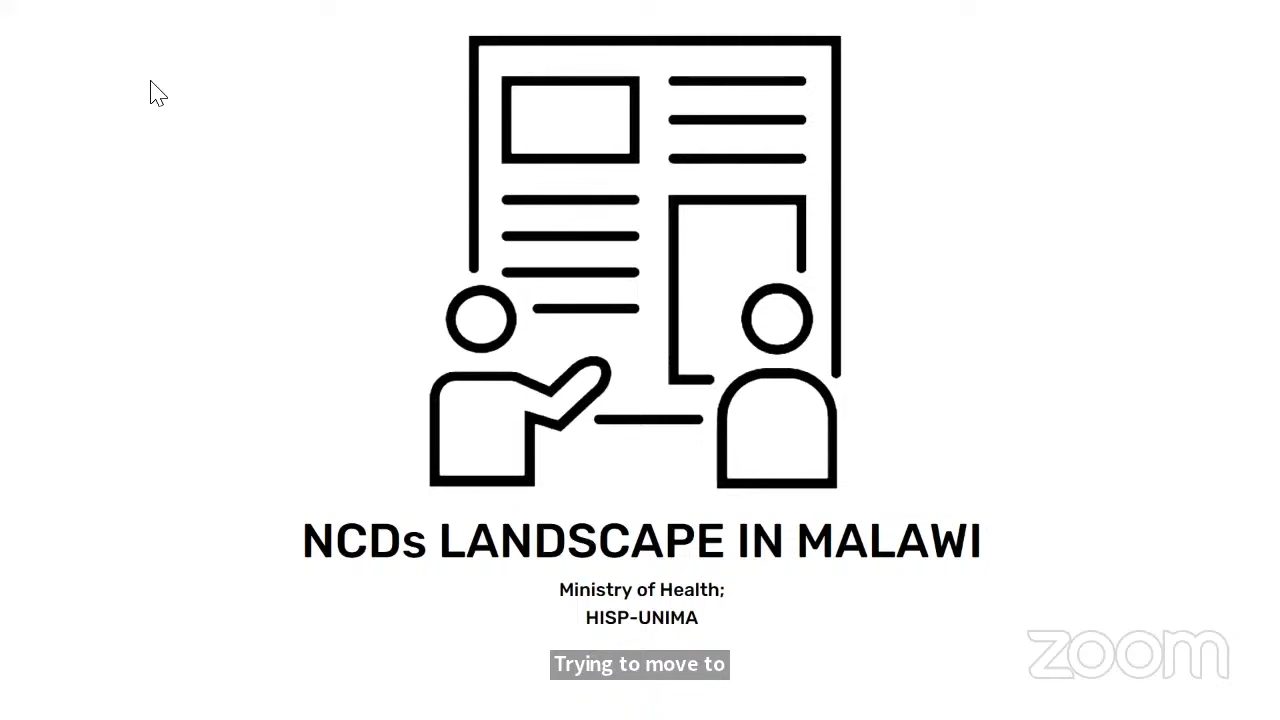 NCDs LANDSCAPE IN MALAWI
Ministry of Health;
HISP-UNIMA
Trying to move to
zoom